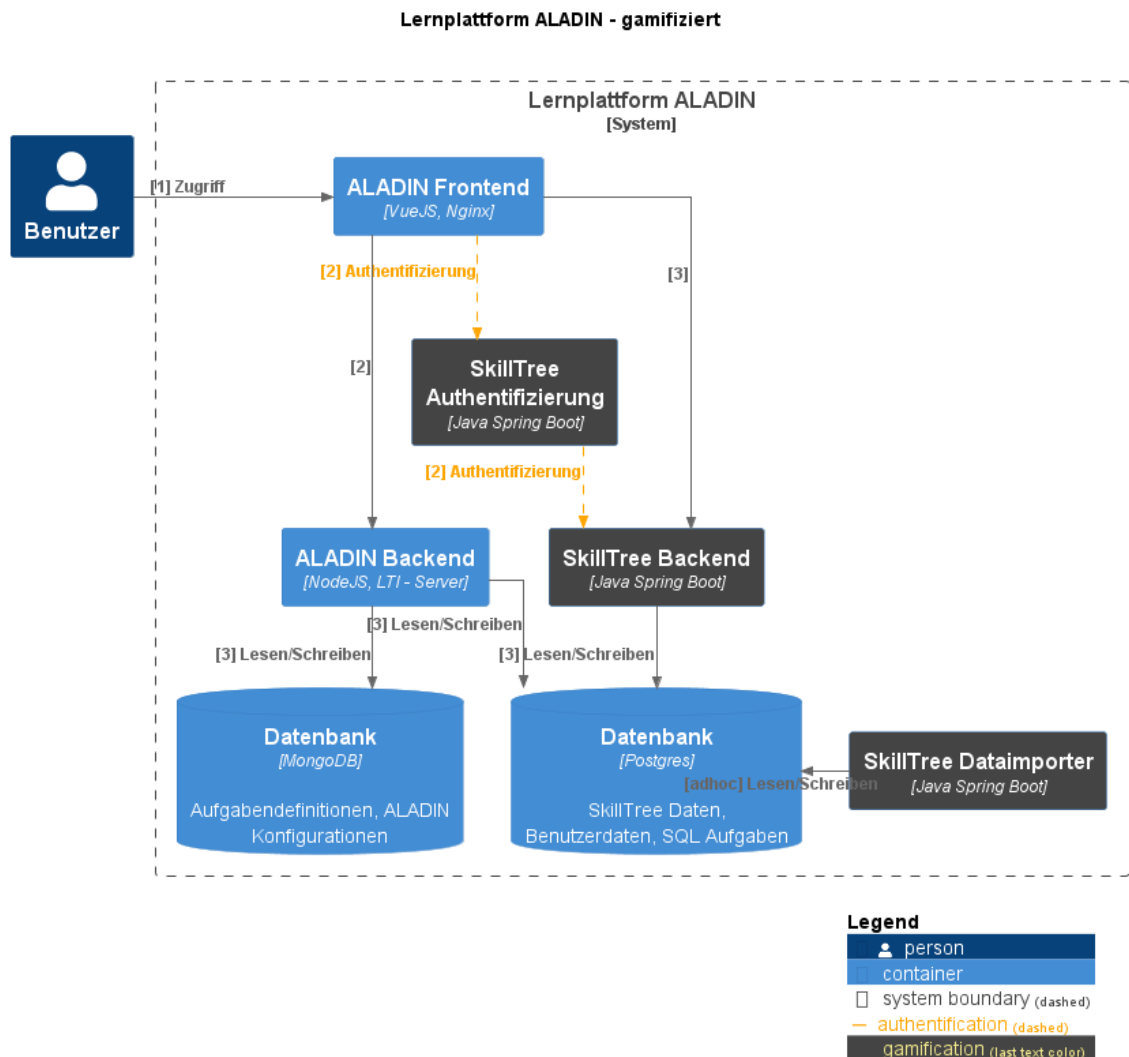 Lernplattform ALADIN - gamifiziert
Lernplattform ALADIN
[System]
Benutzer
[1] Zugriff
ALADIN Frontend
[VueJS, Nginx]
[2] Authentifizierung
[3]
[2]
SkillTree
Authentifizierung
[Java Spring Boot]
[2] Authentifizierung
ALADIN Backend
[NodeJS, LTI - Server]
SkillTree Backend
[Java Spring Boot]
[3] Lesen/Schreiben
[3] Lesen/Schreiben
[3] Lesen/Schreiben
Datenbank
[MongoDB]
Aufgabendefinitionen, ALADIN
Konfigurationen
Datenbank
[Postgres]
SkillTree Daten,
Benutzerdaten, SQL Aufgaben
[adhoc] Lesen/Schreiben
SkillTree Dataimporter
[Java Spring Boot]
Legend
person
container
system boundary (dashed)
authentification (dashed)
gamification (last text color)